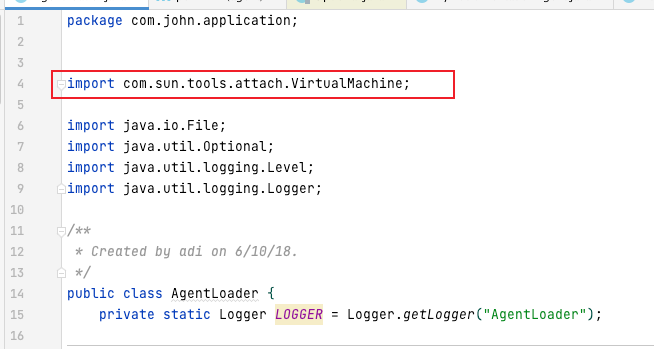 1 package com.john.application;
2
3
4 import com.sun.tools.attach.VirtualMachine;
5
6 import java.io.File;
7 import java.util.Optional;
8 import java.util.logging.Level;
9 import java.util.logging.Logger;
10
11 /**
12  * Created by adi on 6/10/18.
13  */
14 public class AgentLoader {
15     private static Logger LOGGER = Logger.getLogger("AgentLoader");
16